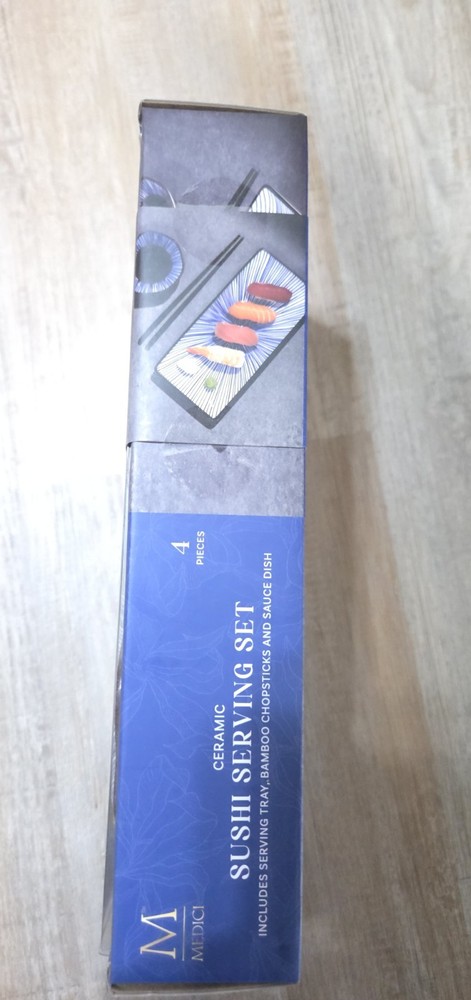 M
MEDICI
CERAMIC
SUSHI SERVING SET
INCLUDES SERVING TRAY, BAMBOO CHOPSTICKS AND SAUCE DISH
4
PIECES